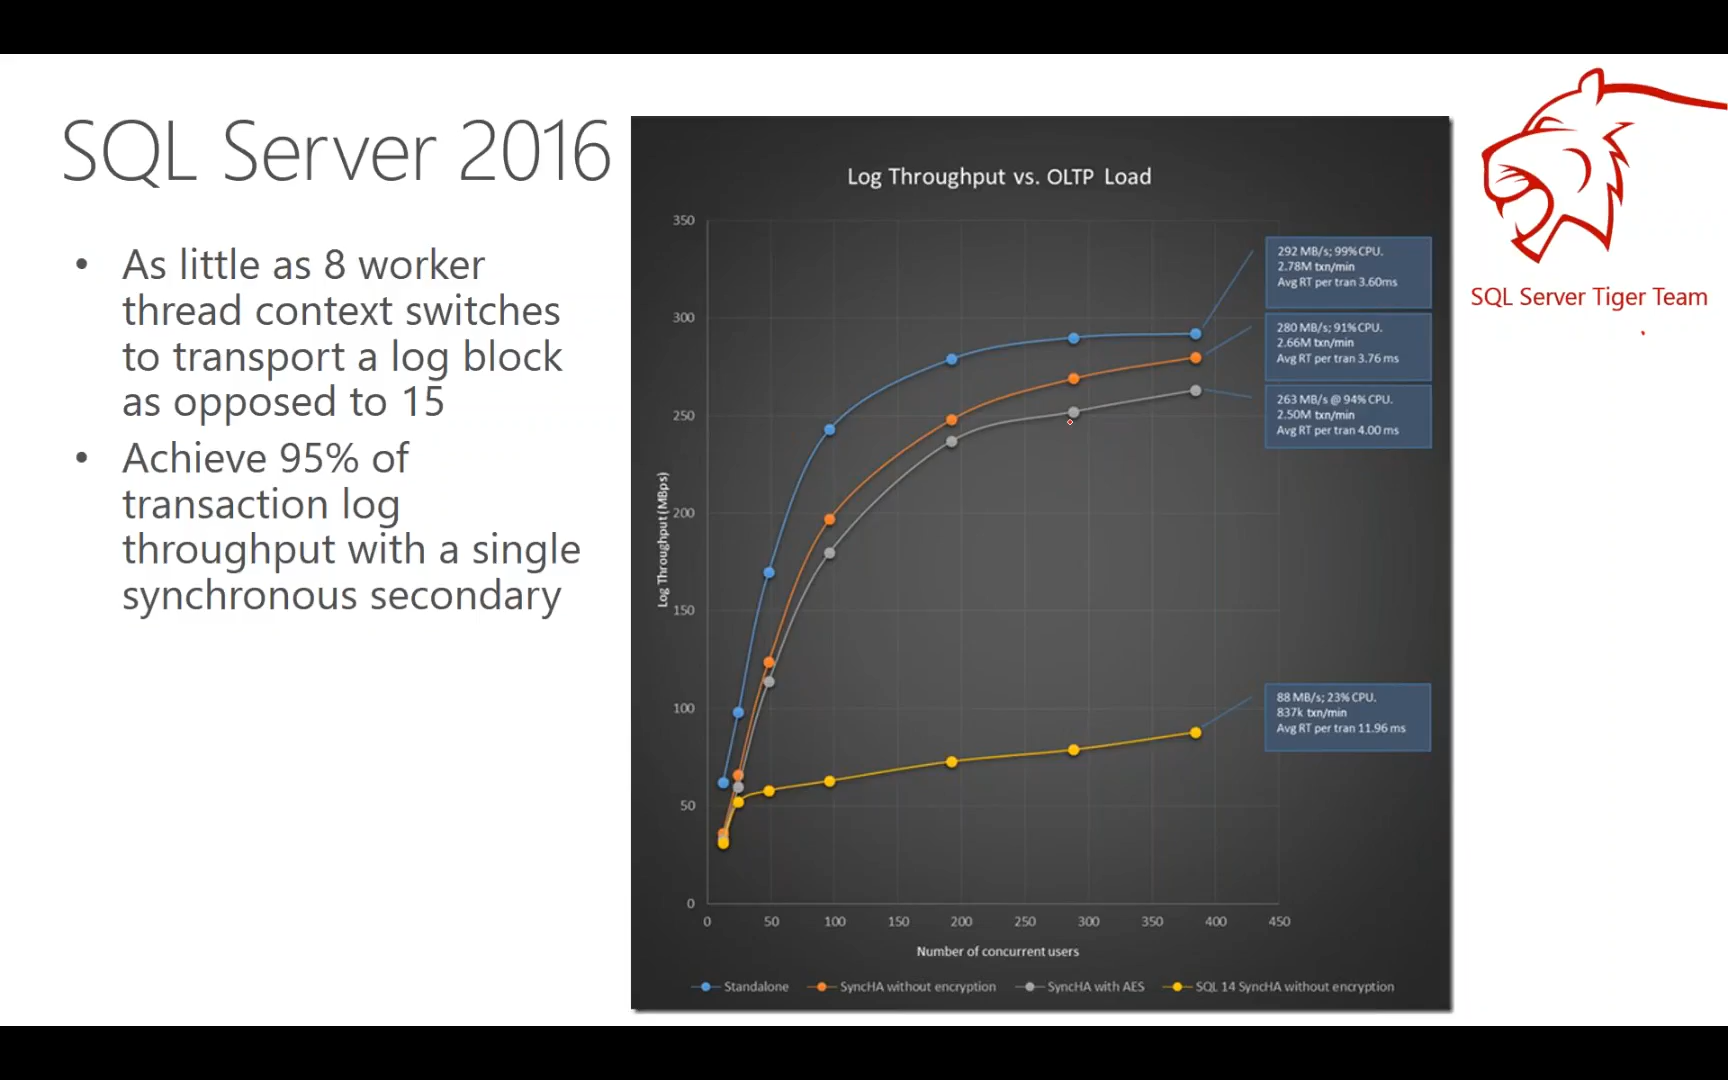 SQL Server 2016
• As little as 8 worker
thread context switches
to transport a log block
as opposed to 15
• Achieve 95% of
transaction log
throughput with a single
synchronous secondary
Log Throughput vs. OLTP Load
350
300
250
200
150
100
50
0
Log Throughput (MBps)
0 50 100 150 200 250 300 350 400 450
Number of concurrent users
Standalone SyncHA without encryption SyncHA with AES SQL 14 SyncHA without encryption
292 MB/s; 99% CPU.
2.78M txn/min
Avg RT per tran 3.60ms
280 MB/s; 91% CPU.
2.66M txn/min
Avg RT per tran 3.76 ms
263 MB/s @ 94% CPU.
2.50M txn/min
Avg RT per tran 4.00 ms
88 MB/s; 23% CPU.
837k txn/min
Avg RT per tran 11.96 ms
SQL Server Tiger Team